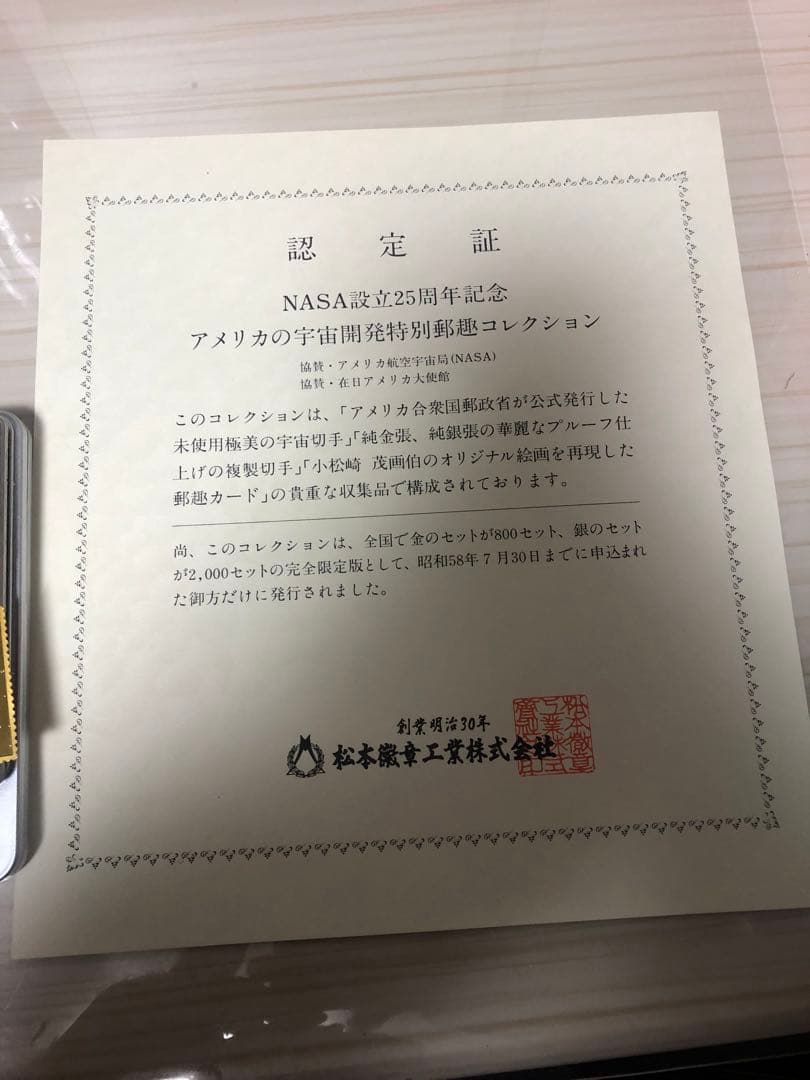 認定証
NASA設立25周年記念
アメリカの宇宙開発特別郵趣コレクション
協賛・アメリカ航空宇宙局(NASA)
協賛・在日アメリカ大使館
このコレクションは、「アメリカ合衆国郵政省が公式発行した
未使用極美の宇宙切手」「純金張、純銀張の華麗なプルーフ仕
上げの複製切手」「小松崎 茂画伯のオリジナル絵画を再現した
郵趣カード」の貴重な収集品で構成されております。
尚、このコレクションは、全国で金のセットが800セット、銀のセット
が2,000セットの完全限定版として、昭和58年7月30日までに申込まれ
た御方だけに発行されました。
創業明治30年
松本徽章工業株式会社